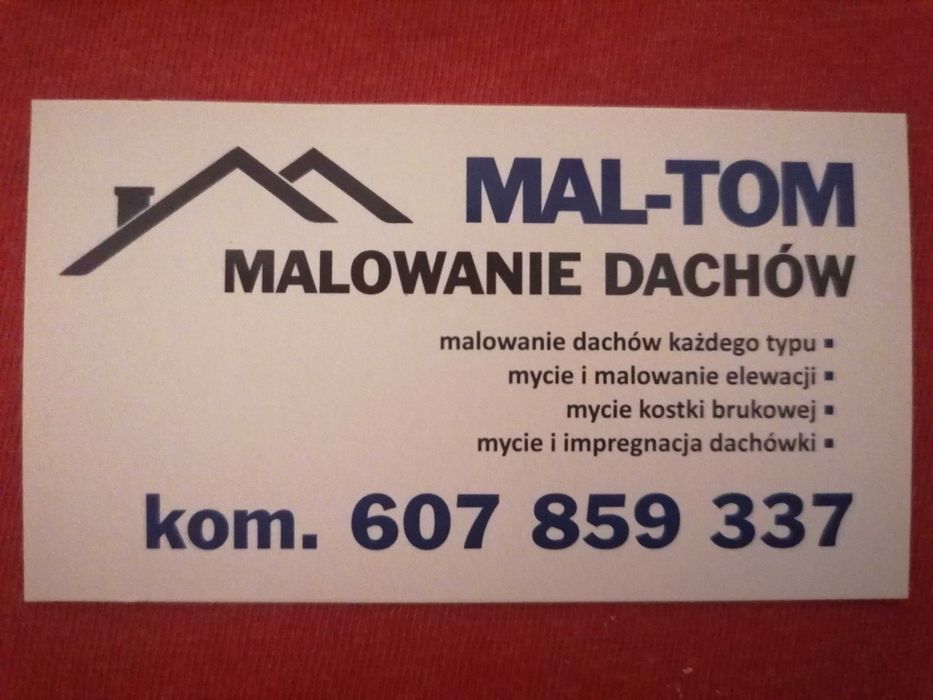 MAL-TOM
MALOWANIE DACHÓW
malowanie dachów każdego typu ▪
mycie i malowanie elewacji ▪
mycie kostki brukowej ▪
mycie i impregnacja dachówki ▪
kom. 607 859 337